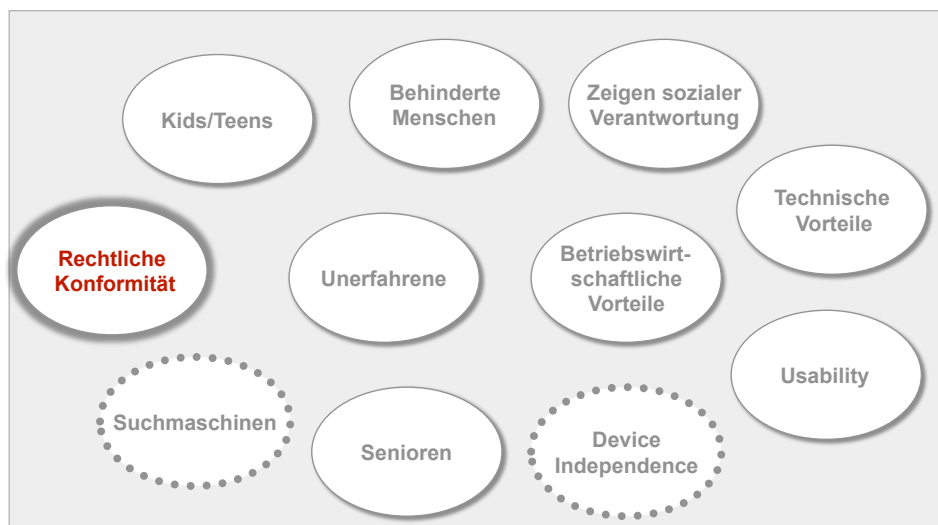 Kids/Teens
Behinderte
Menschen
Zeigen sozialer
Verantwortung
Technische
Vorteile
Rechtliche
Konformität
Unerfahrene
Betriebswirt-
schaftliche
Vorteile
Usability
Suchmaschinen
Senioren
Device
Independence